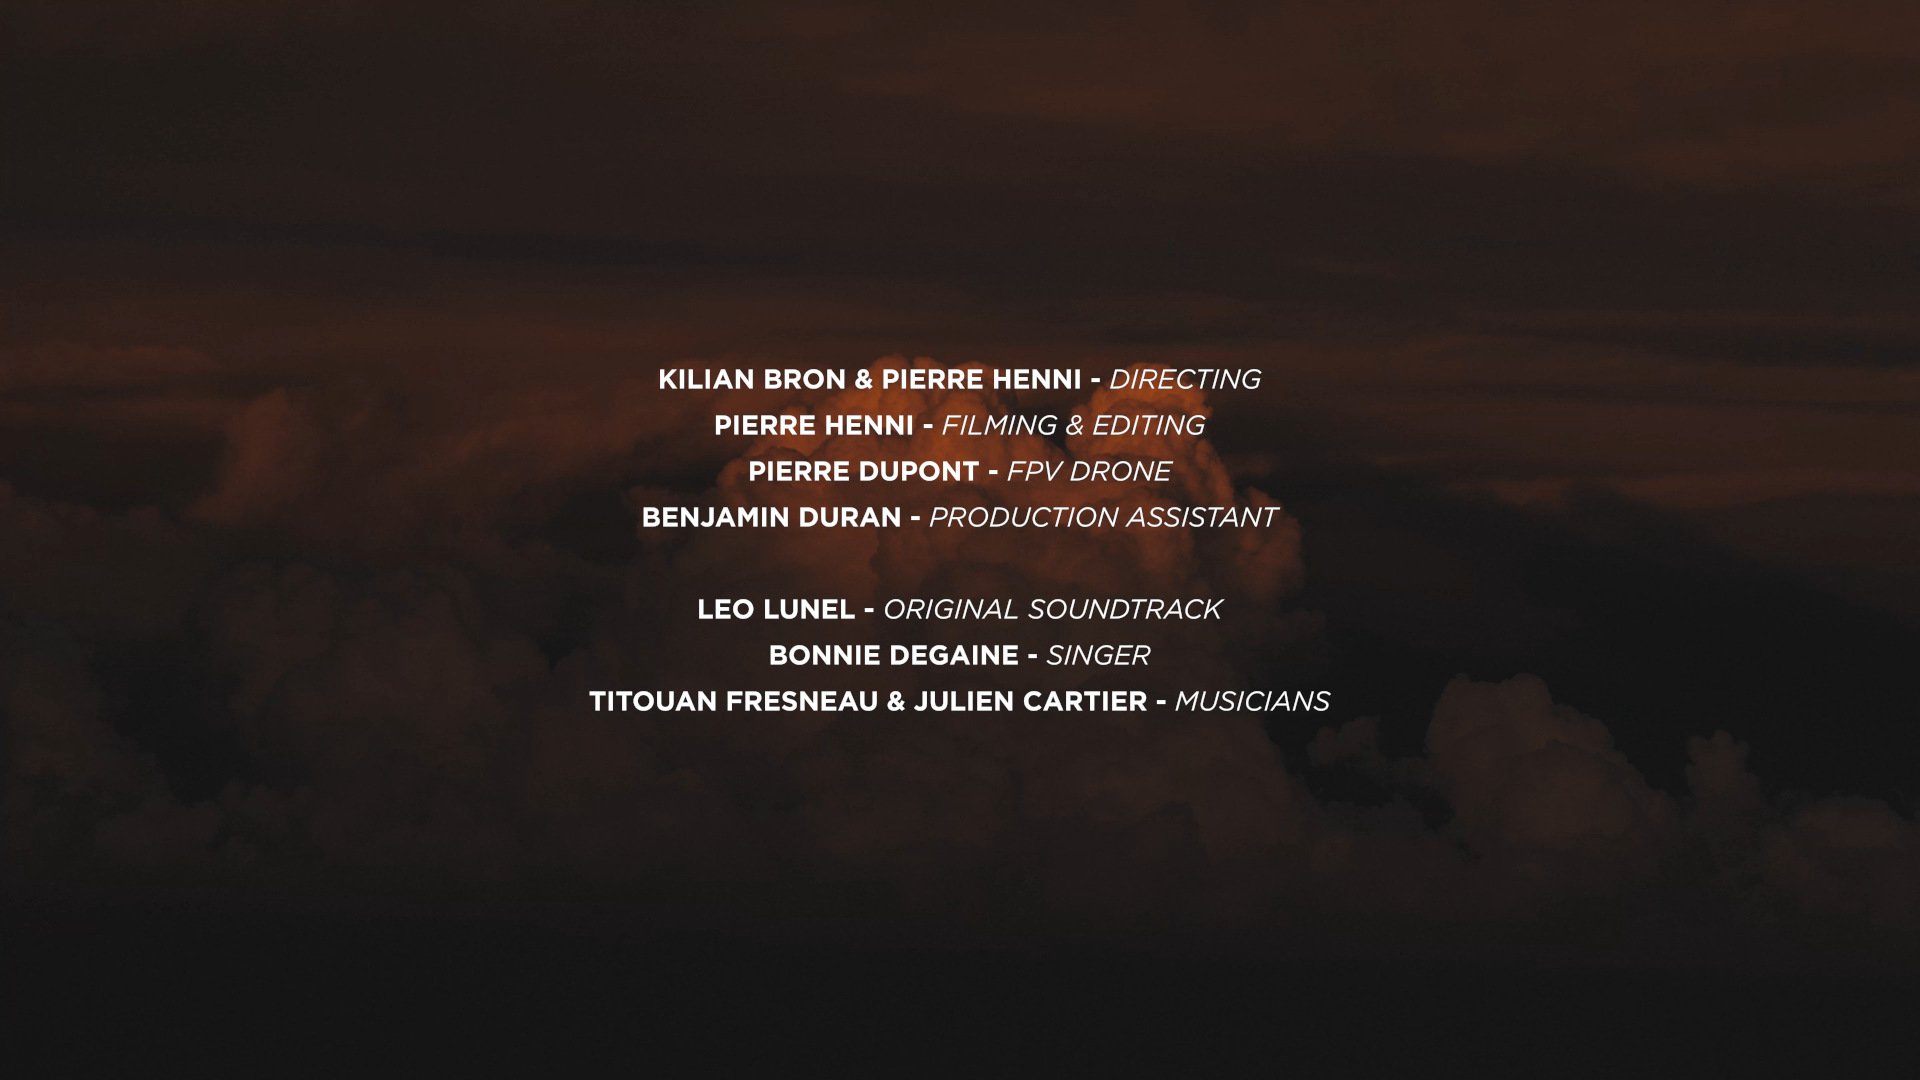 KILIAN BRON & PIERRE HENNI - DIRECTING
PIERRE HENNI - FILMING & EDITING
PIERRE DUPONT - FPV DRONE
BENJAMIN DURAN - PRODUCTION ASSISTANT
LEO LUNEL - ORIGINAL SOUNDTRACK
BONNIE DEGAINE - SINGER
TITOUAN FRESNEAU & JULIEN CARTIER - MUSICIANS